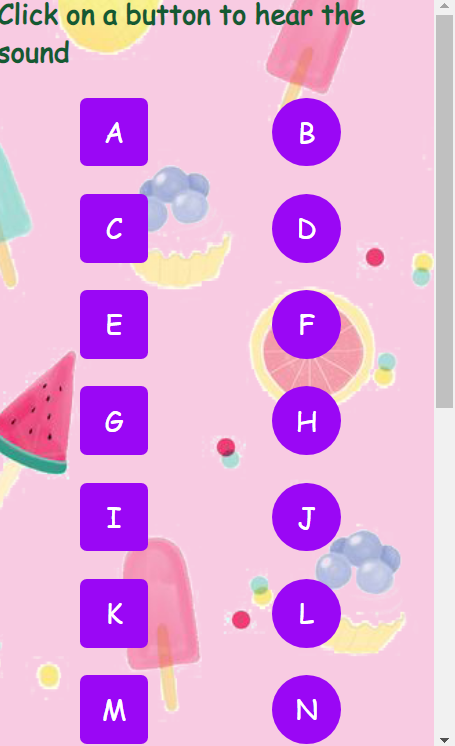 Click on a button to hear the
sound
A B
C D
E F
G H
I J
K L
M N